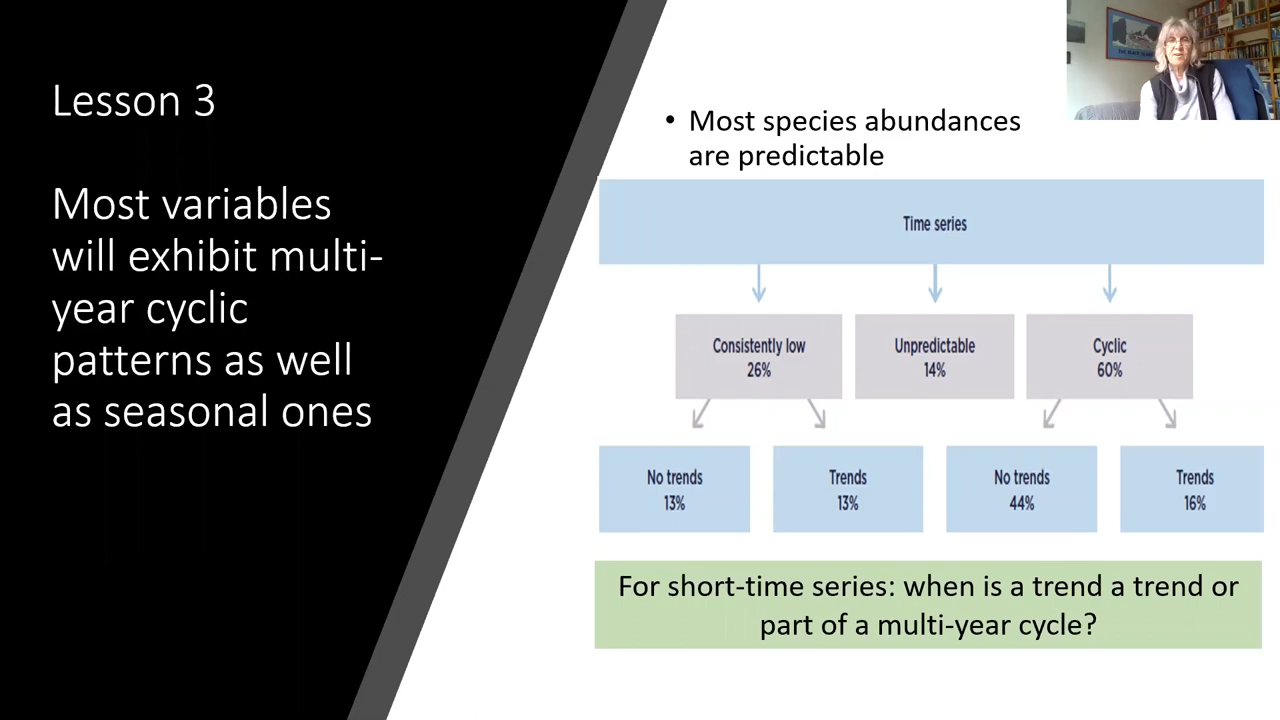 Lesson 3
Most variables
will exhibit multi-
year cyclic
patterns as well
as seasonal ones
• Most species abundances
are predictable
Time series
Consistently low
26%
Unpredictable
14%
Cyclic
60%
No trends
13%
Trends
13%
No trends
44%
Trends
16%
For short-time series: when is a trend a trend or
part of a multi-year cycle?